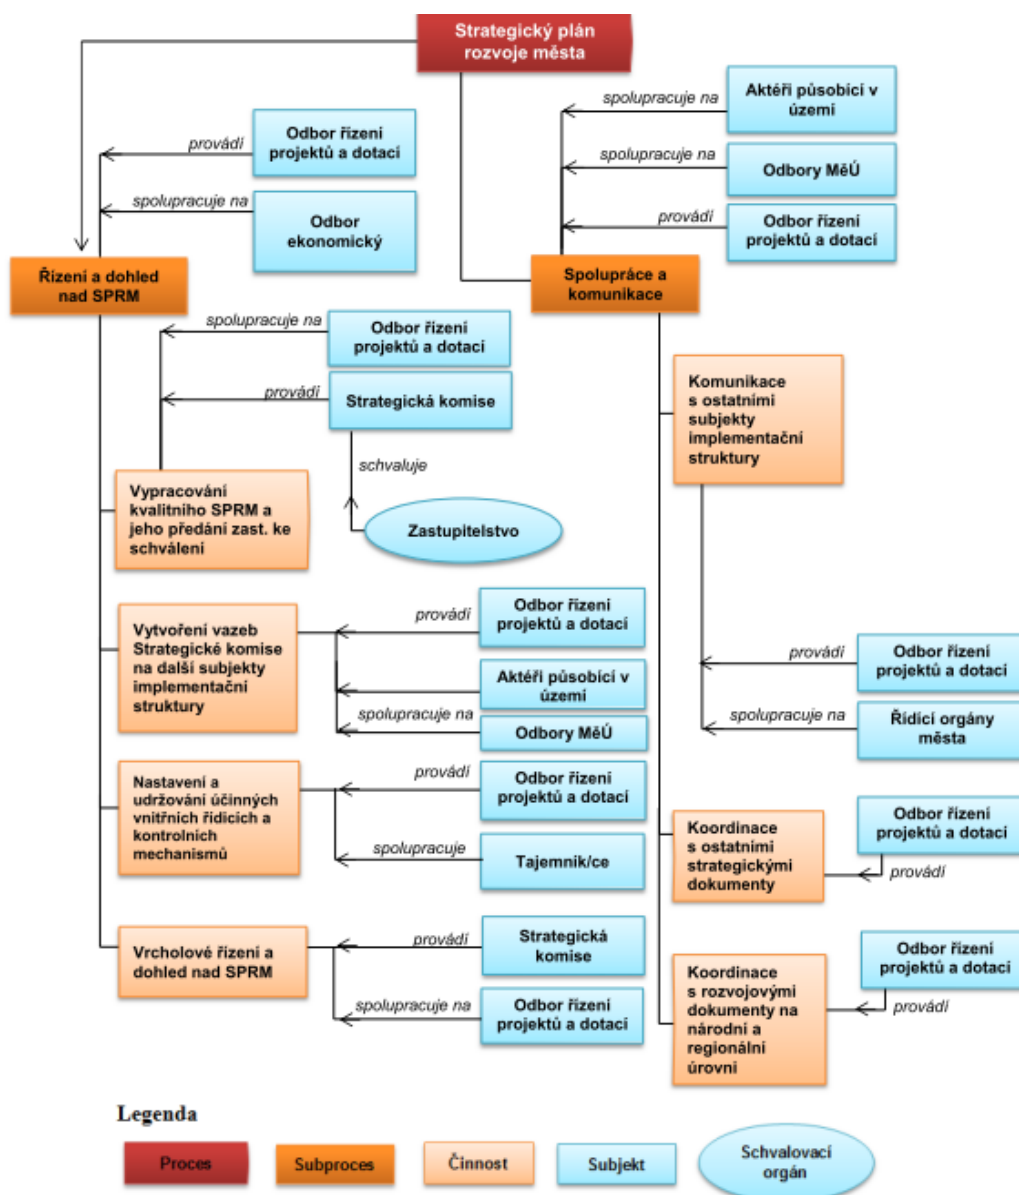 Strategický plán
rozvoje města
provádí
Odbor řízení
projektů a dotací
spolupracuje na
Odbor
ekonomický
Řízení a dohled
nad SPRM
spolupracuje na
Aktéři působící v
území
spolupracuje na
Odbory MěÚ
provádí
Odbor řízení
projektů a dotací
Spolupráce a
komunikace
spolupracuje na
Odbor řízení
projektů a dotací
provádí
Strategická komise
schvaluje
Zastupitelstvo
Vypracování
kvalitního SPRM a
jeho předání zast. ke
schválení
Komunikace
s ostatními
subjekty
implementační
struktury
Vytvoření vazeb
Strategické komise
na další subjekty
implementační
struktury
provádí
Odbor řízení
projektů a dotací
Aktéři působící v
území
spolupracuje na
Odbory MěÚ
provádí
Odbor řízení
projektů a dotací
spolupracuje na
Řídící orgány
města
Nastavení a
udržování účinných
vnitřních řídicích a
kontrolních
mechanismů
provádí
Odbor řízení
projektů a dotací
spolupracuje
Tajemník/ce
Koordinace
s ostatními
strategickými
dokumenty
Odbor řízení
projektů a dotací
provádí
Vrcholové řízení a
dohled nad SPRM
provádí
Strategická
komise
spolupracuje na
Odbor řízení
projektů a dotací
Koordinace
s rozvojovými
dokumenty na
národní a
regionální
úrovni
Odbor řízení
projektů a dotací
provádí
Legenda
Proces
Subproces
Činnost
Subjekt
Schvalovací
orgán